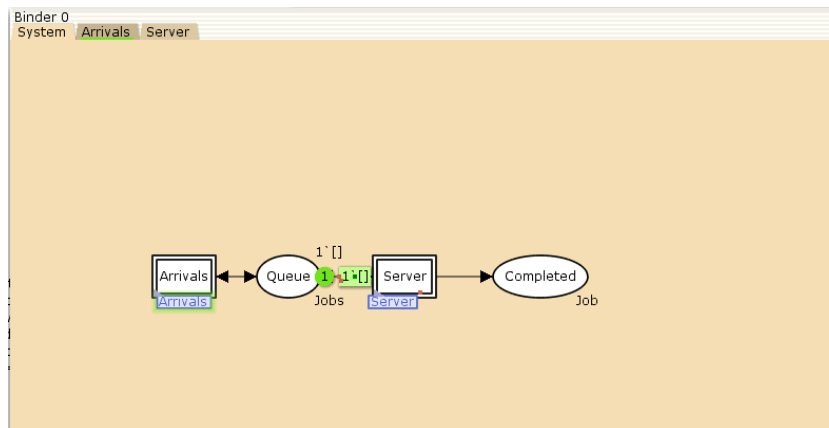 Binder 0
System Arrivals Server
1`[]
Arrivals Queue 1 1`[] Server Completed
Arrivals Jobs Server Job